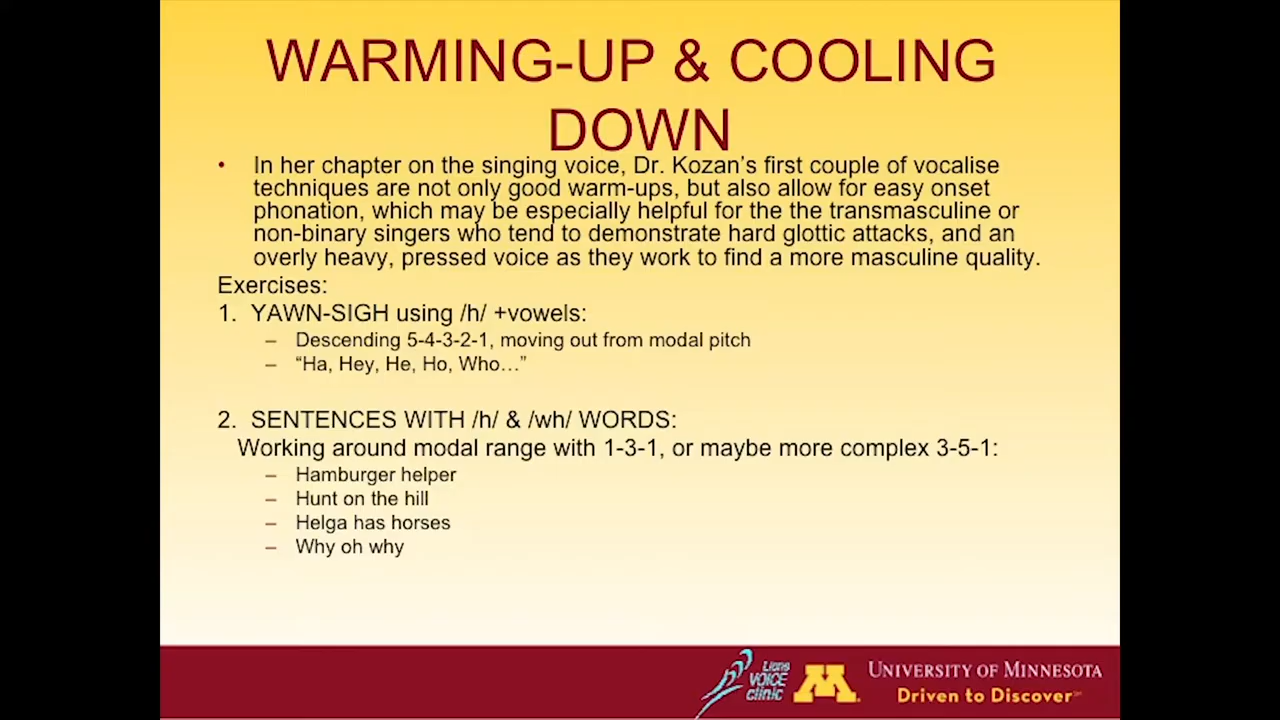 WARMING-UP & COOLING
DOWN
• In her chapter on the singing voice, Dr. Kozan's first couple of vocalise
techniques are not only good warm-ups, but also allow for easy onset
phonation, which may be especially helpful for the the transmasculine or
non-binary singers who tend to demonstrate hard glottic attacks, and an
overly heavy, pressed voice as they work to find a more masculine quality.
Exercises:
1. YAWN-SIGH using /h/ +vowels:
– Descending 5-4-3-2-1, moving out from modal pitch
– “Ha, Hey, He, Ho, Who…”
2. SENTENCES WITH /h/ & /wh/ WORDS:
Working around modal range with 1-3-1, or maybe more complex 3-5-1:
– Hamburger helper
– Hunt on the hill
– Helga has horses
– Why oh why
Lions
VOICE
clinic
M
UNIVERSITY OF MINNESOTA
Driven to Discover℠